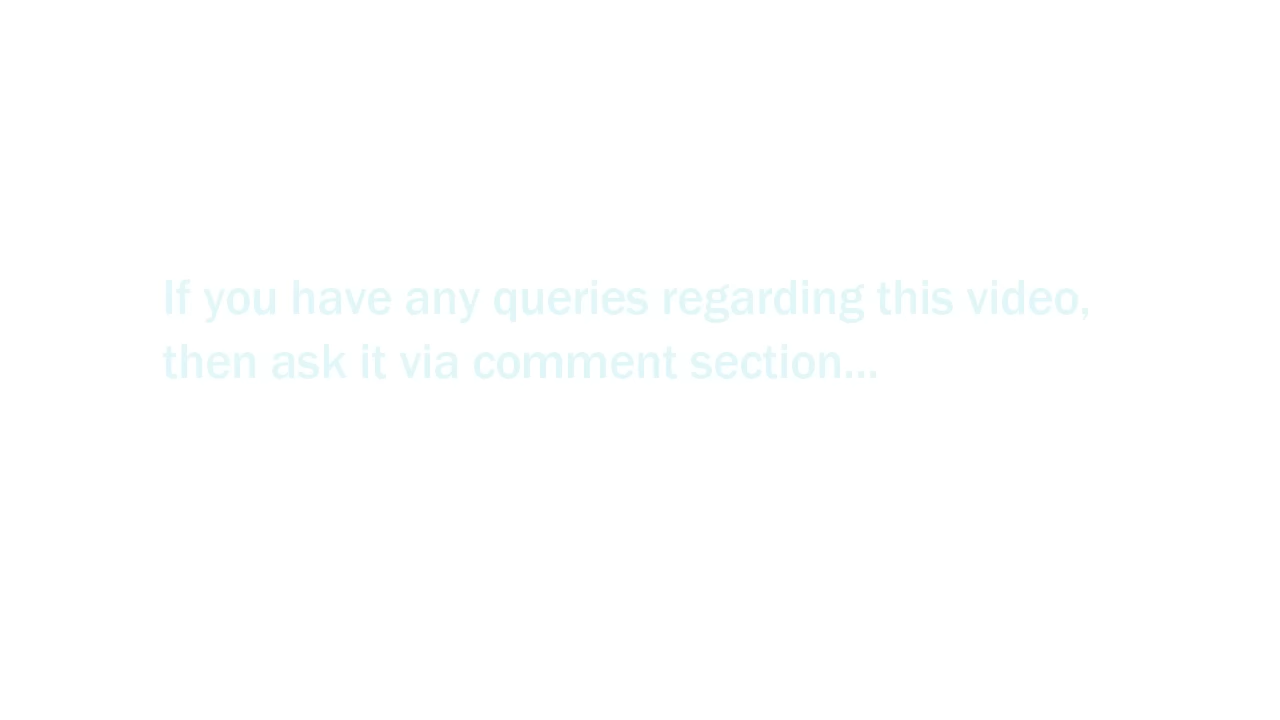 If you have any queries regarding this video,
then ask it via comment section...